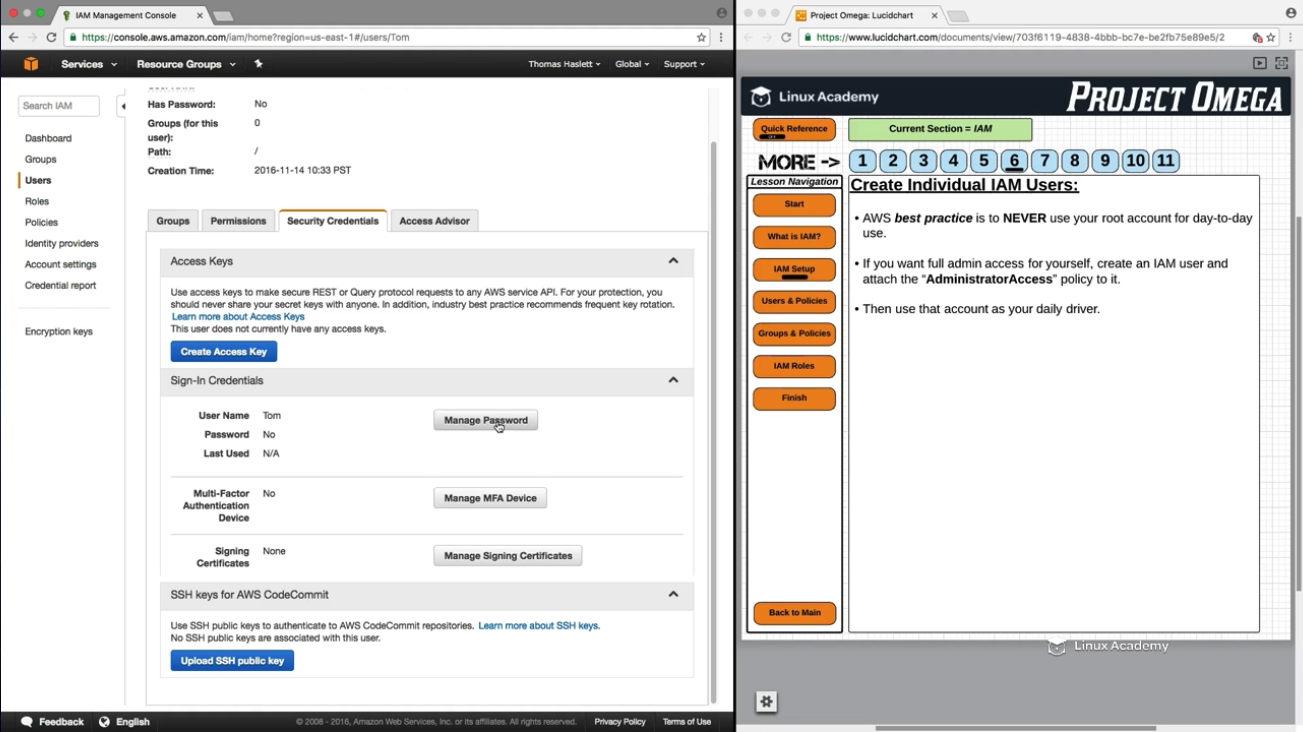 IAM Management Console
https://console.aws.amazon.com/iam/home?region=us-east-1#/users/Tom
Services
Resource Groups
Thomas Haslett
Global
Support
Search IAM
Dashboard
Groups
Users
Roles
Policies
Identity providers
Account settings
Credential report
Encryption keys
Has Password: No
Groups (for this user): 0
Path: /
Creation Time: 2016-11-14 10:33 PST
Groups
Permissions
Security Credentials
Access Advisor
Access Keys
Use access keys to make secure REST or Query protocol requests to any AWS service API. For your protection, you
should never share your secret keys with anyone. In addition, industry best practice recommends frequent key rotation.
Learn more about Access Keys
This user does not currently have any access keys.
Create Access Key
Sign-In Credentials
User Name Tom
Manage Password
Password No
Last Used N/A
Multi-Factor Authentication Device No
Manage MFA Device
Signing Certificates None
Manage Signing Certificates
SSH keys for AWS CodeCommit
Use SSH public keys to authenticate to AWS CodeCommit repositories. Learn more about SSH keys.
No SSH public keys are associated with this user.
Upload SSH public key
Feedback
English
© 2008 - 2016, Amazon Web Services, Inc. or its affiliates. All rights reserved.
Privacy Policy
Terms of Use
Project Omega: Lucidchart
https://www.lucidchart.com/documents/view/703f6119-4838-4bbb-bc7e-be2fb75e89e5/2
Linux Academy
PROJECT OMEGA
Quick Reference
Current Section = IAM
MORE -> 1 2 3 4 5 6 7 8 9 10 11
Lesson Navigation
Start
What is IAM?
IAM Setup
Users & Policies
Groups & Policies
IAM Roles
Finish
Back to Main
Create Individual IAM Users:
• AWS best practice is to NEVER use your root account for day-to-day
use.
• If you want full admin access for yourself, create an IAM user and
attach the “AdministratorAccess” policy to it.
• Then use that account as your daily driver.
Linux Academy